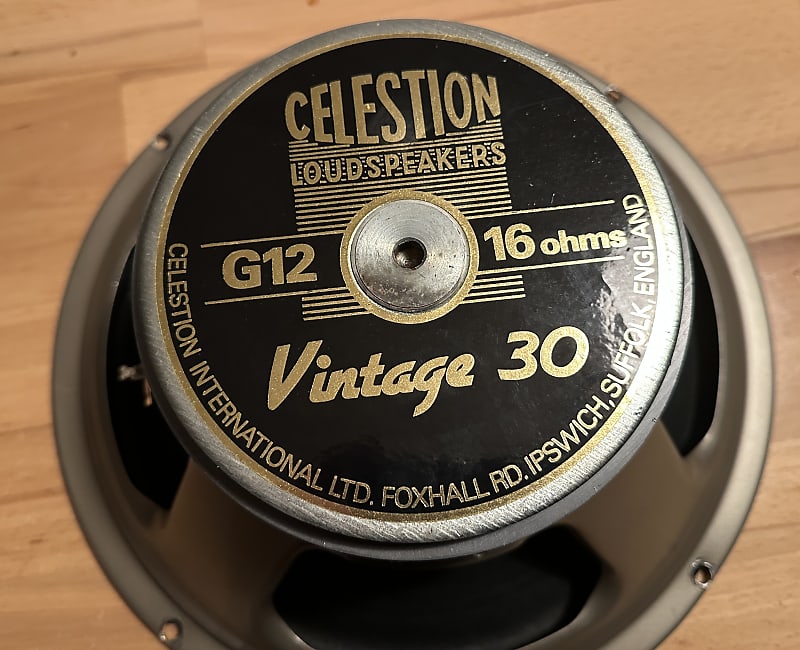 CELESTION
LOUDSPEAKERS
G12
16 ohms
Vintage 30
CELESTION INTERNATIONAL LTD. FOXHALL RD. IPSWICH. SUFFOLK, ENGLAND